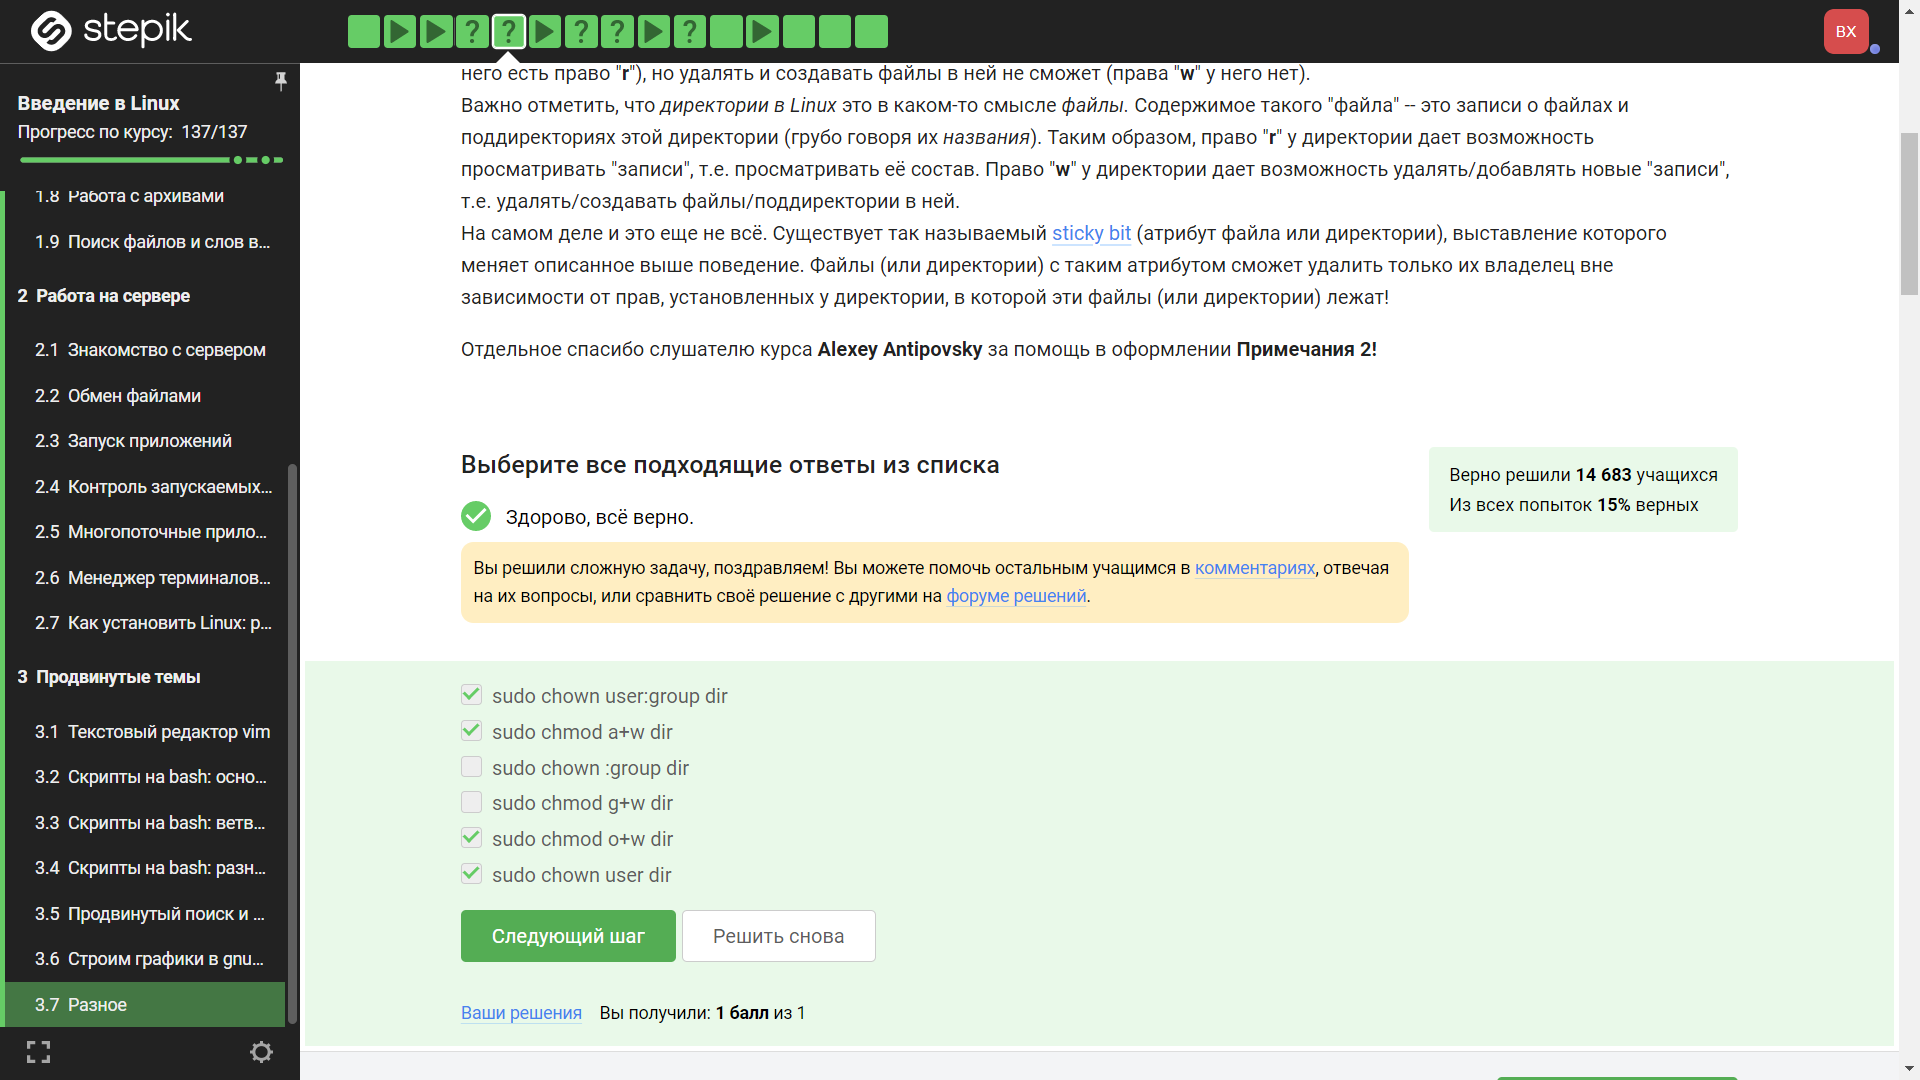 stepik
BX
Введение в Linux
Прогресс по курсу: 137/137
1.8 Работа с архивами
1.9 Поиск файлов и слов в...
2 Работа на сервере
2.1 Знакомство с сервером
2.2 Обмен файлами
2.3 Запуск приложений
2.4 Контроль запускаемых...
2.5 Многопоточные прило...
2.6 Менеджер терминалов...
2.7 Как установить Linux: р...
3 Продвинутые темы
3.1 Текстовый редактор vim
3.2 Скрипты на bash: осно...
3.3 Скрипты на bash: ветв...
3.4 Скрипты на bash: разн...
3.5 Продвинутый поиск и ...
3.6 Строим графики в gnu...
3.7 Разное
него есть право "r"), но удалять и создавать файлы в ней не сможет (права "w" у него нет).
Важно отметить, что директории в Linux это в каком-то смысле файлы. Содержимое такого "файла" -- это записи о файлах и
поддиректориях этой директории (грубо говоря их названия). Таким образом, право "r" у директории дает возможность
просматривать "записи", т.е. просматривать её состав. Право "w" у директории дает возможность удалять/добавлять новые "записи",
т.е. удалять/создавать файлы/поддиректории в ней.
На самом деле и это еще не всё. Существует так называемый sticky bit (атрибут файла или директории), выставление которого
меняет описанное выше поведение. Файлы (или директории) с таким атрибутом сможет удалить только их владелец вне
зависимости от прав, установленных у директории, в которой эти файлы (или директории) лежат!
Отдельное спасибо слушателю курса Alexey Antipovsky за помощь в оформлении Примечания 2!
Выберите все подходящие ответы из списка
Верно решили 14 683 учащихся
Из всех попыток 15% верных
Здорово, всё верно.
Вы решили сложную задачу, поздравляем! Вы можете помочь остальным учащимся в комментариях, отвечая
на их вопросы, или сравнить своё решение с другими на форуме решений.
sudo chown user:group dir
sudo chmod a+w dir
sudo chown :group dir
sudo chmod g+w dir
sudo chmod o+w dir
sudo chown user dir
Следующий шаг
Решить снова
Ваши решения Вы получили: 1 балл из 1